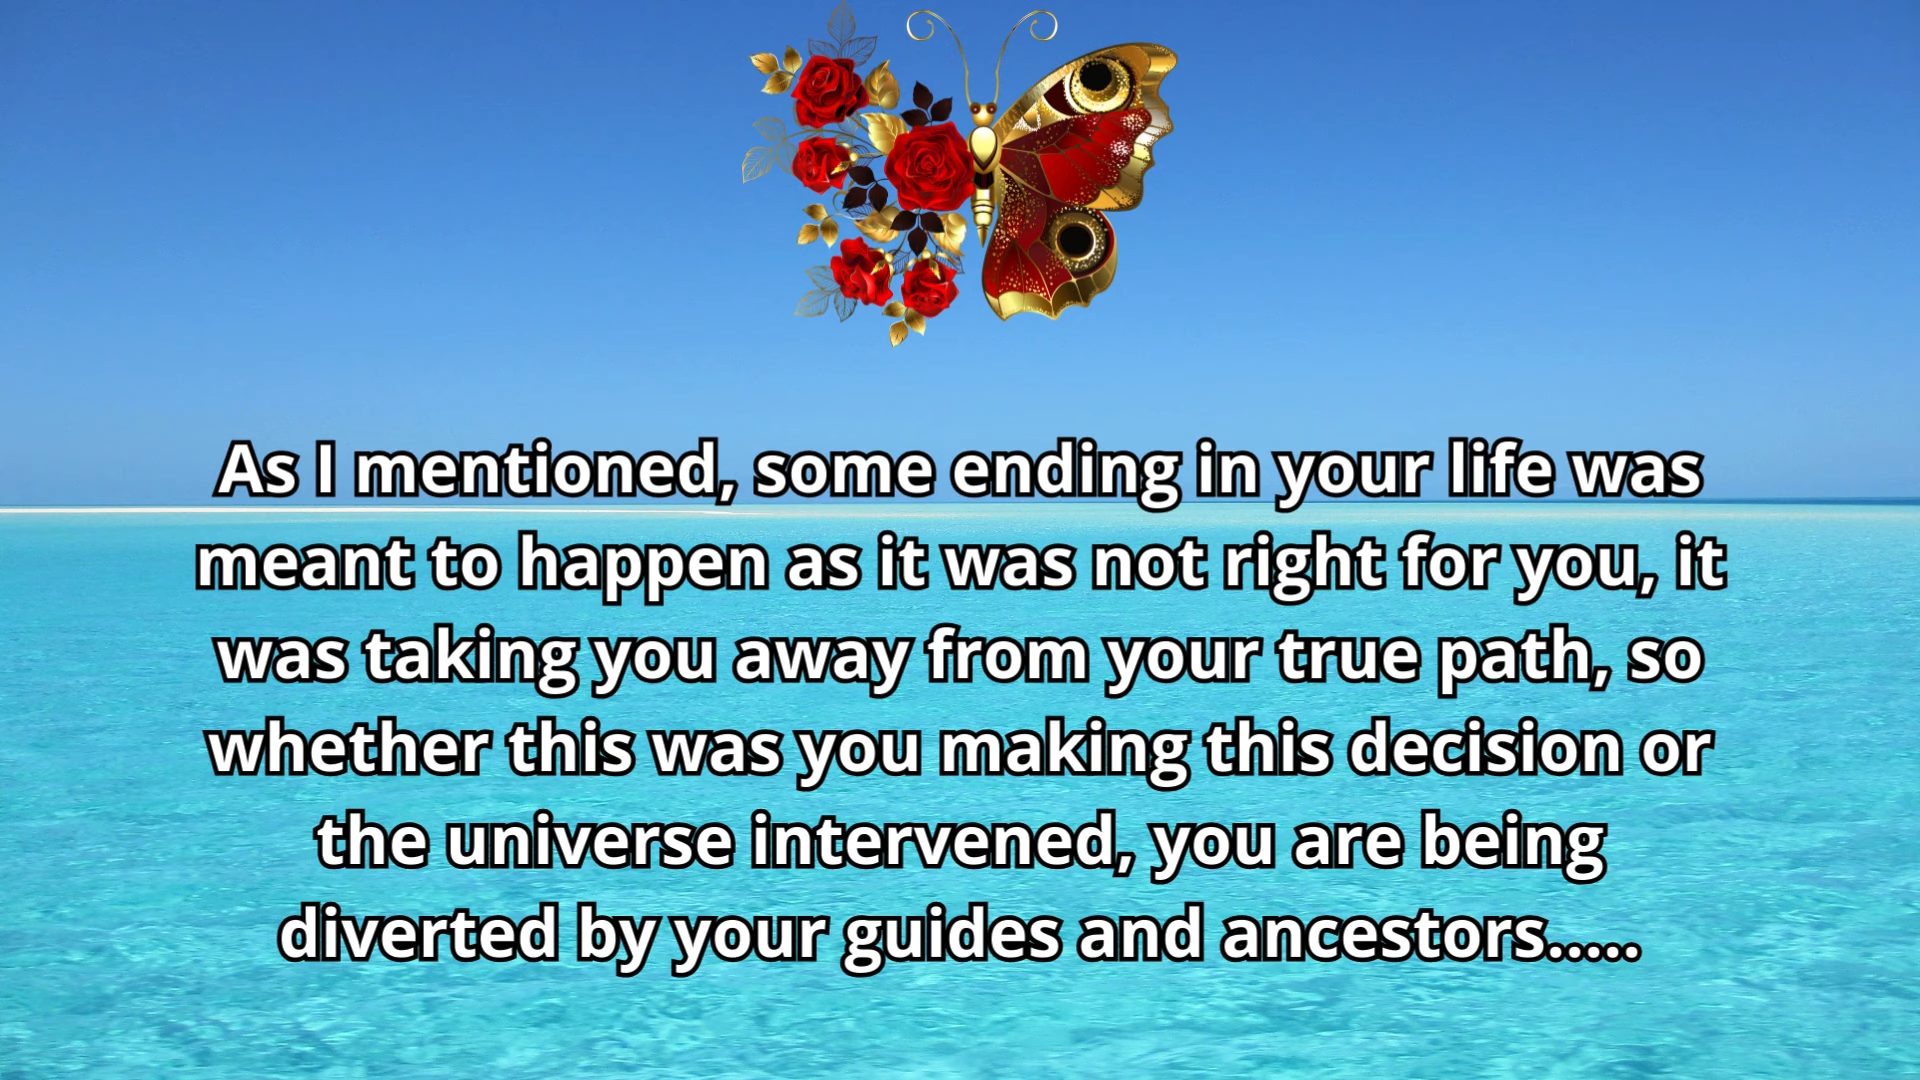 As I mentioned, some ending in your life was
meant to happen as it was not right for you, it
was taking you away from your true path, so
whether this was you making this decision or
the universe intervened, you are being
diverted by your guides and ancestors.....